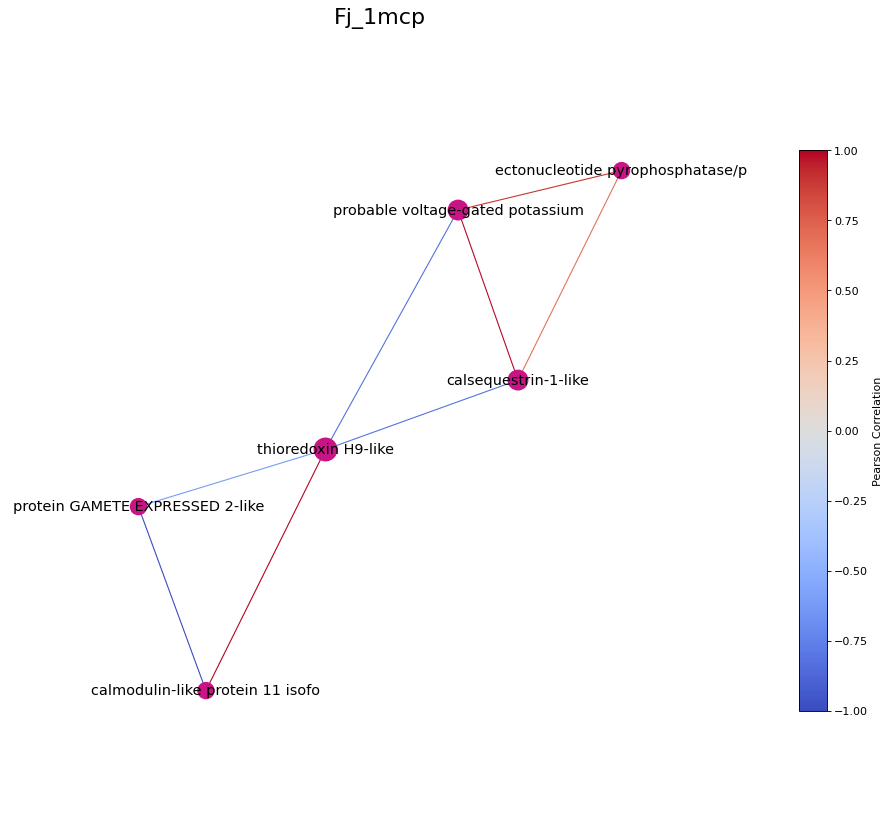 Fj_1mcp
ectonucleotide pyrophosphatase/p
probable voltage-gated potassium
calsequestrin-1-like
thioredoxin H9-like
protein GAMETE EXPRESSED 2-like
calmodulin-like protein 11 isofo
1.00
0.75
0.50
0.25
0.00
−0.25
−0.50
−0.75
−1.00
Pearson Correlation